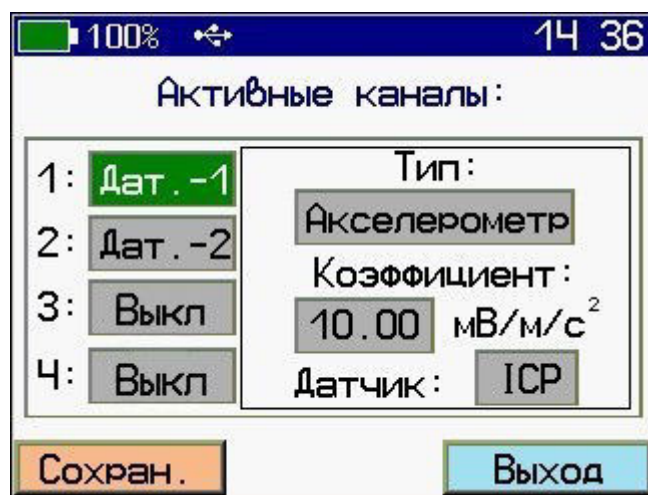 100% 14 36
Активные каналы:
1: Дат.-1
2: Дат.-2
3: Выкл
4: Выкл
Тип:
Акселерометр
Коэффициент:
10.00 мВ/м/с²
Датчик: ICP
Сохран. Выход